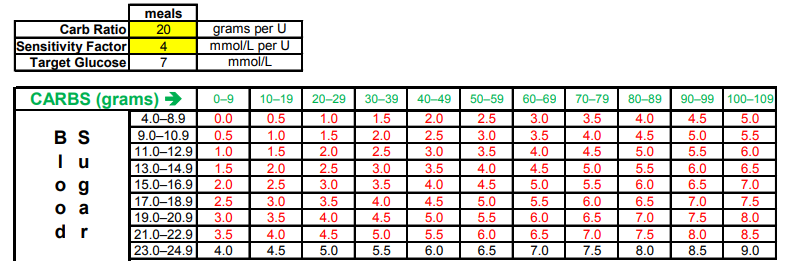 meals
Carb Ratio 20 grams per U
Sensitivity Factor 4 mmol/L per U
Target Glucose 7 mmol/L
CARBS (grams) ➔ 0–9 10–19 20–29 30–39 40–49 50–59 60–69 70–79 80–89 90–99 100–109
4.0–8.9 0.0 0.5 1.0 1.5 2.0 2.5 3.0 3.5 4.0 4.5 5.0
B S 9.0–10.9 0.5 1.0 1.5 2.0 2.5 3.0 3.5 4.0 4.5 5.0 5.5
l u 11.0–12.9 1.0 1.5 2.0 2.5 3.0 3.5 4.0 4.5 5.0 5.5 6.0
13.0–14.9 1.5 2.0 2.5 3.0 3.5 4.0 4.5 5.0 5.5 6.0 6.5
o g 15.0–16.9 2.0 2.5 3.0 3.5 4.0 4.5 5.0 5.5 6.0 6.5 7.0
o a 17.0–18.9 2.5 3.0 3.5 4.0 4.5 5.0 5.5 6.0 6.5 7.0 7.5
19.0–20.9 3.0 3.5 4.0 4.5 5.0 5.5 6.0 6.5 7.0 7.5 8.0
d r 21.0–22.9 3.5 4.0 4.5 5.0 5.5 6.0 6.5 7.0 7.5 8.0 8.5
23.0–24.9 4.0 4.5 5.0 5.5 6.0 6.5 7.0 7.5 8.0 8.5 9.0